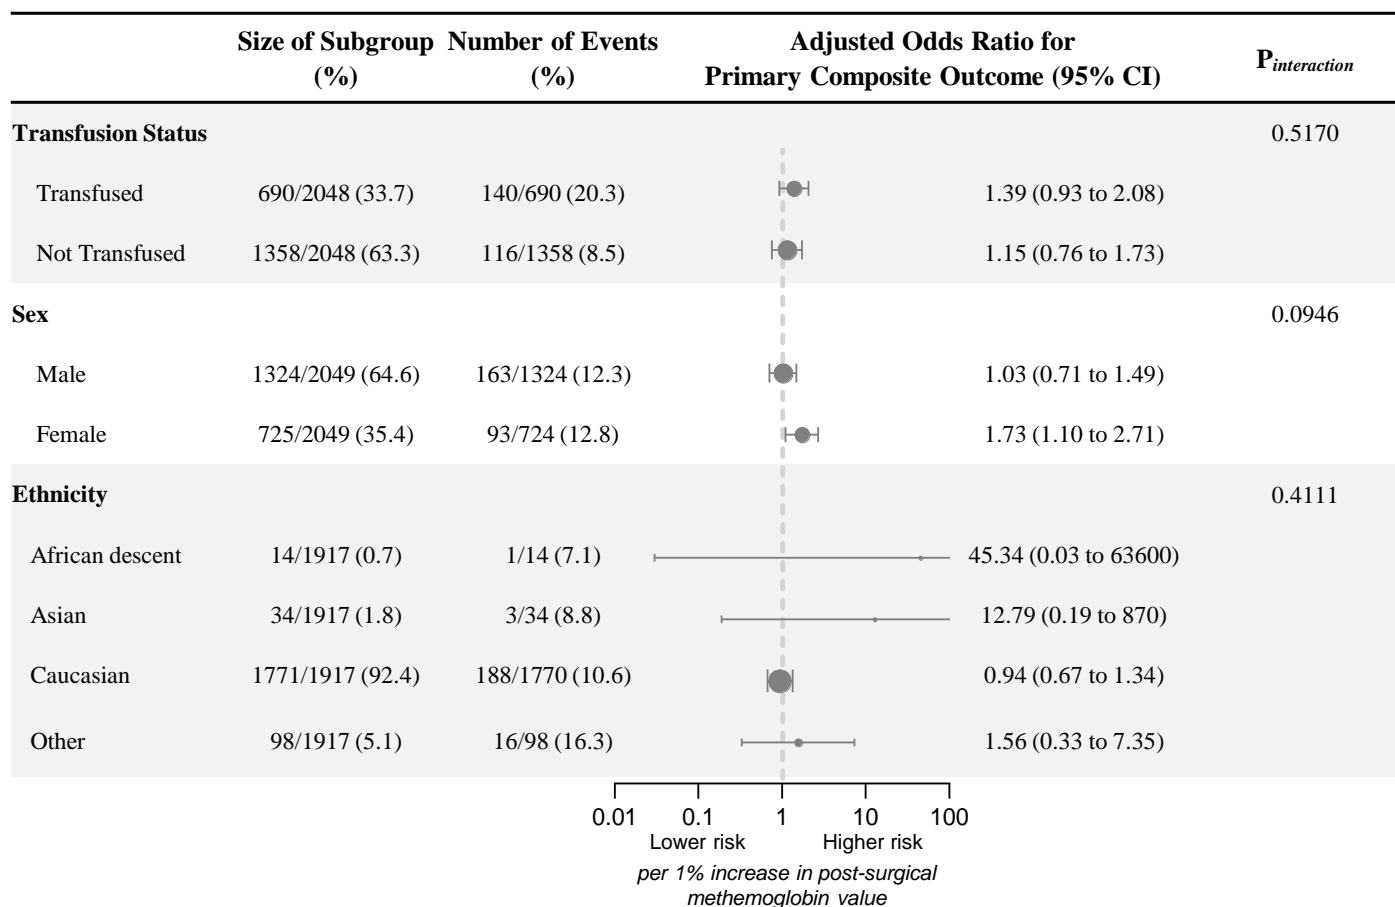 Size of Subgroup Number of Events Adjusted Odds Ratio for
(%) (%) Primary Composite Outcome (95% CI) Pinteraction
Transfusion Status 0.5170
Transfused 690/2048 (33.7) 140/690 (20.3) 1.39 (0.93 to 2.08)
Not Transfused 1358/2048 (63.3) 116/1358 (8.5) 1.15 (0.76 to 1.73)
Sex 0.0946
Male 1324/2049 (64.6) 163/1324 (12.3) 1.03 (0.71 to 1.49)
Female 725/2049 (35.4) 93/724 (12.8) 1.73 (1.10 to 2.71)
Ethnicity 0.4111
African descent 14/1917 (0.7) 1/14 (7.1) 45.34 (0.03 to 63600)
Asian 34/1917 (1.8) 3/34 (8.8) 12.79 (0.19 to 870)
Caucasian 1771/1917 (92.4) 188/1770 (10.6) 0.94 (0.67 to 1.34)
Other 98/1917 (5.1) 16/98 (16.3) 1.56 (0.33 to 7.35)
0.01 0.1 1 10 100
Lower risk Higher risk
per 1% increase in post-surgical
methemoglobin value